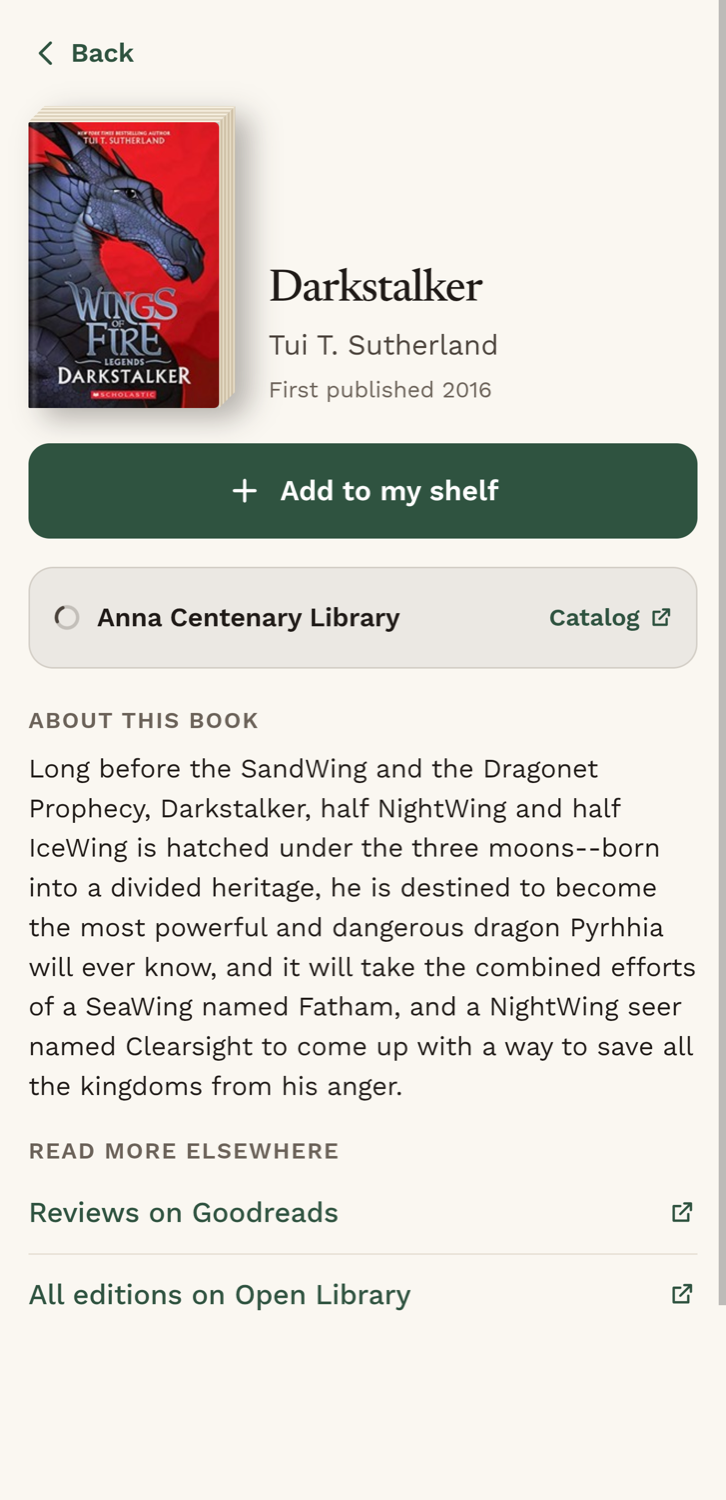 Back
NEW YORK TIMES BESTSELLING AUTHOR
TUI T. SUTHERLAND
WINGS
OF
FIRE
LEGENDS
DARKSTALKER
SCHOLASTIC
Darkstalker
Tui T. Sutherland
First published 2016
Add to my shelf
Anna Centenary Library
Catalog
ABOUT THIS BOOK
Long before the SandWing and the Dragonet
Prophecy, Darkstalker, half NightWing and half
IceWing is hatched under the three moons--born
into a divided heritage, he is destined to become
the most powerful and dangerous dragon Pyrhhia
will ever know, and it will take the combined efforts
of a SeaWing named Fatham, and a NightWing seer
named Clearsight to come up with a way to save all
the kingdoms from his anger.
READ MORE ELSEWHERE
Reviews on Goodreads
All editions on Open Library